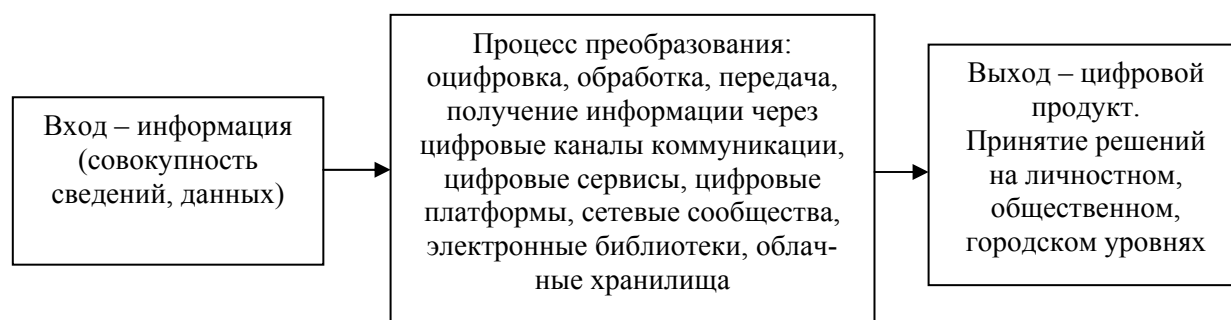 Вход – информация
(совокупность
сведений, данных)
Процесс преобразования:
оцифровка, обработка, передача,
получение информации через
цифровые каналы коммуникации,
цифровые сервисы, цифровые
платформы, сетевые сообщества,
электронные библиотеки, облач-
ные хранилища
Выход – цифровой
продукт.
Принятие решений
на личностном,
общественном,
городском уровнях